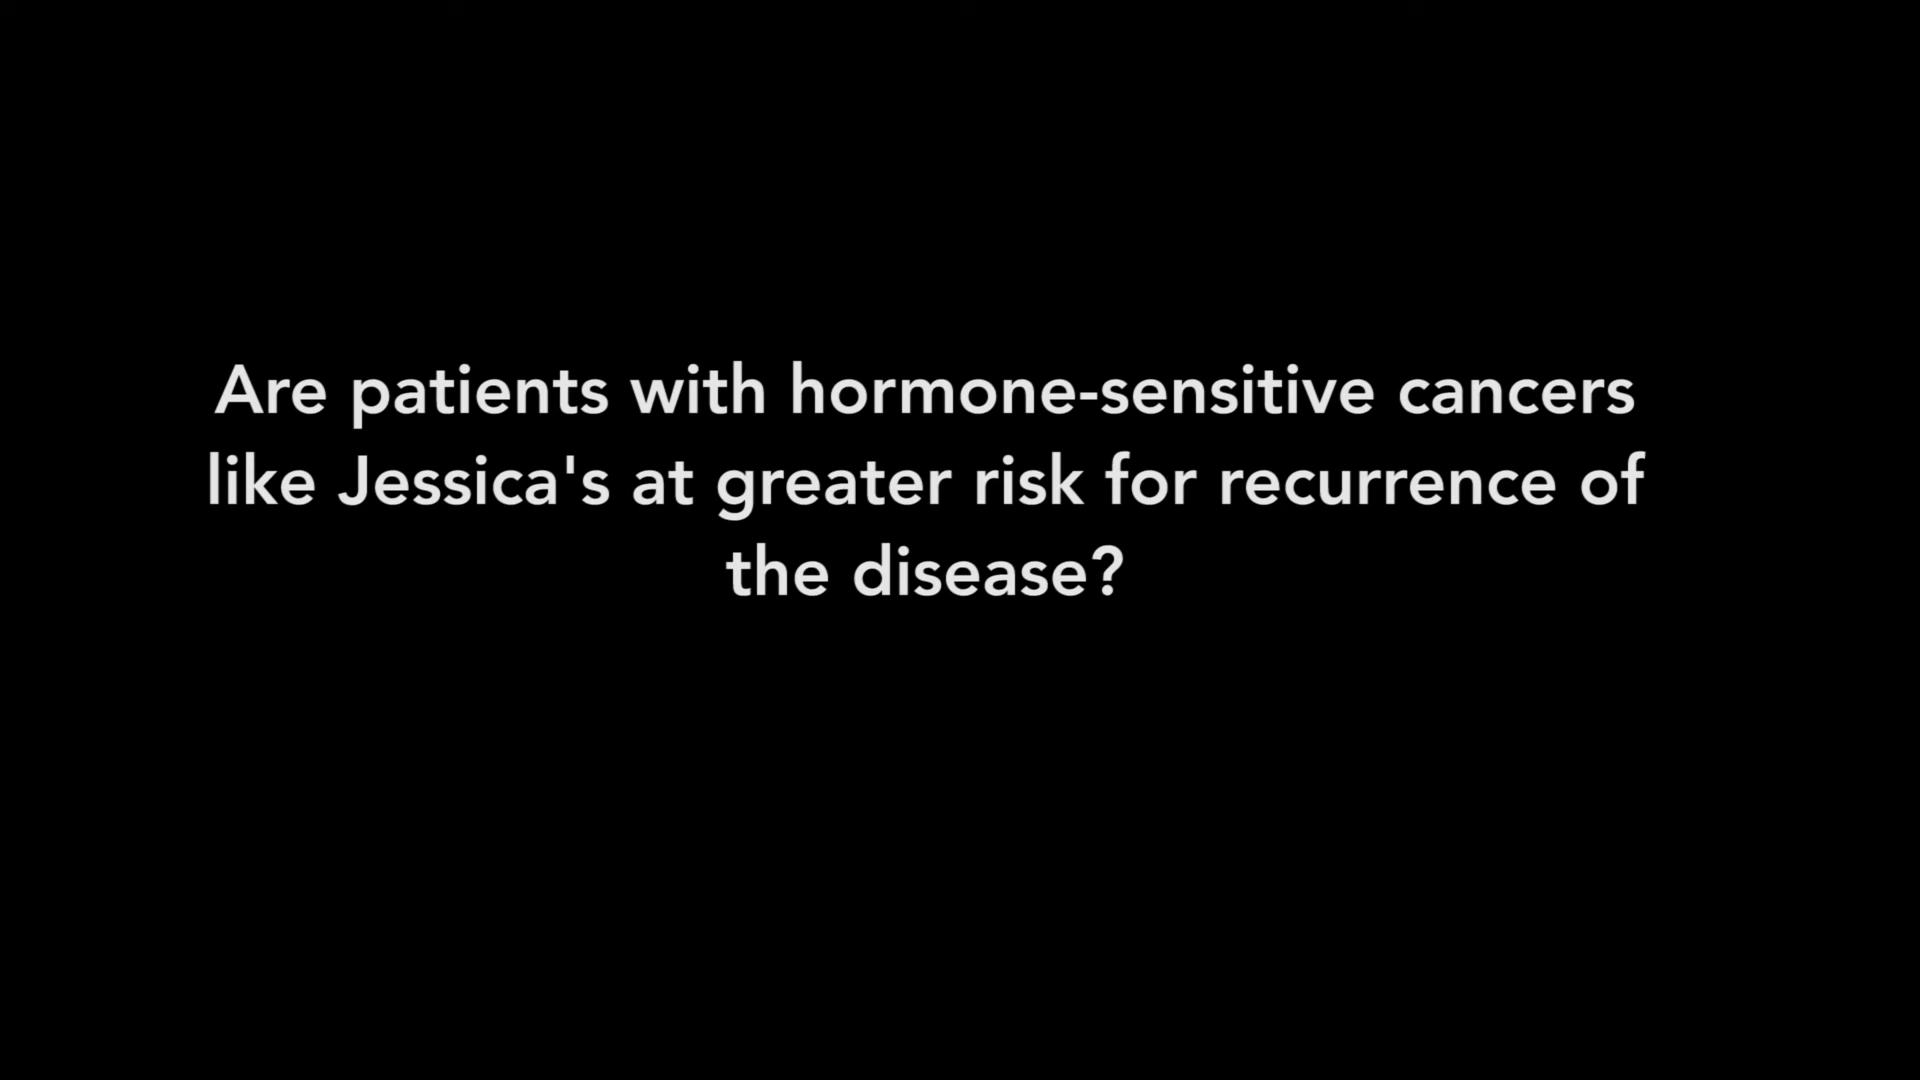 Are patients with hormone-sensitive cancers
like Jessica's at greater risk for recurrence of
the disease?